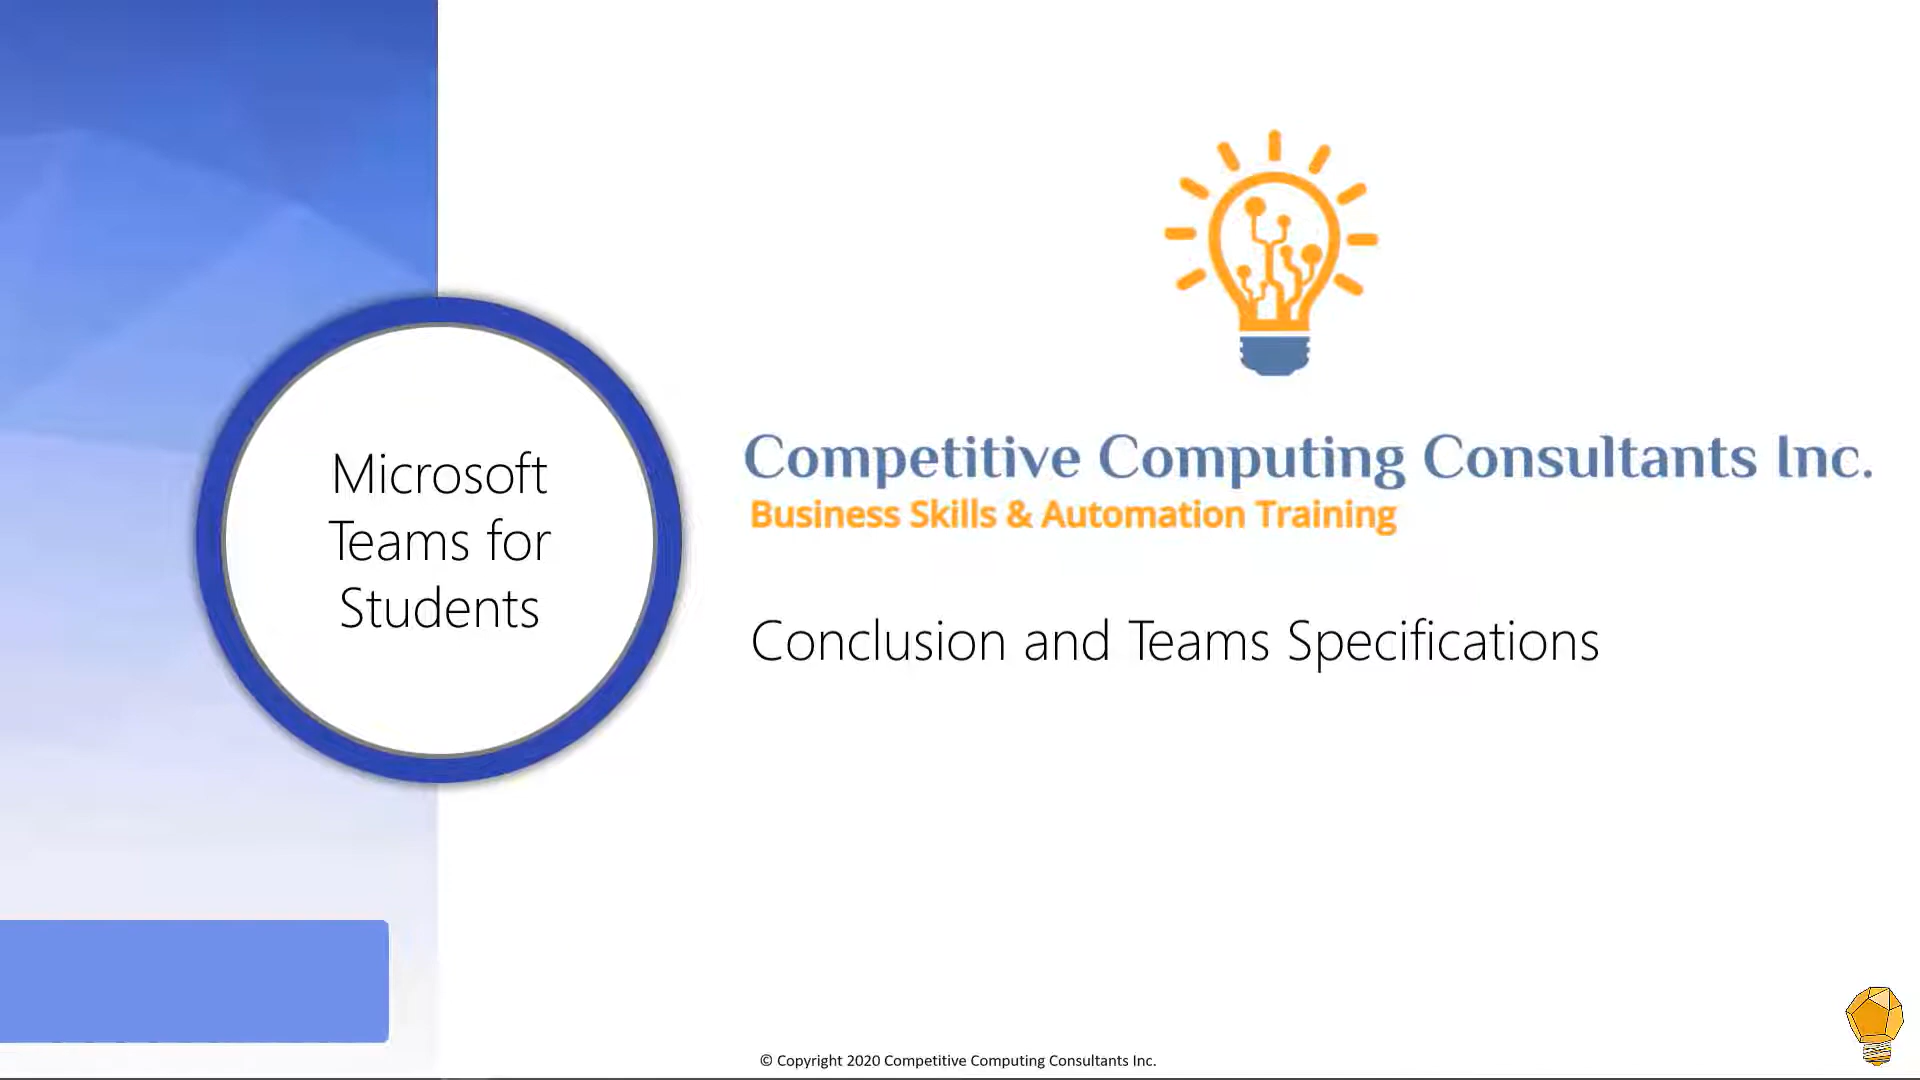 Microsoft
Teams for
Students
Competitive Computing Consultants Inc.
Business Skills & Automation Training
Conclusion and Teams Specifications
© Copyright 2020 Competitive Computing Consultants Inc.